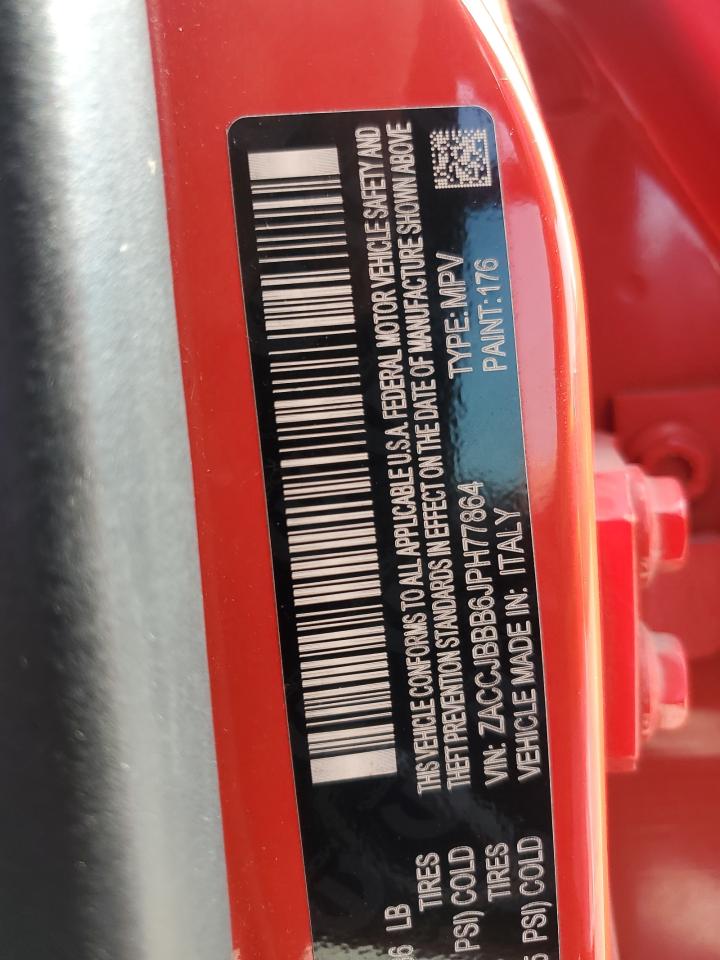 6 LB
TIRES
PSI) COLD
TIRES
5 PSI) COLD
THIS VEHICLE CONFORMS TO ALL APPLICABLE U.S.A. FEDERAL MOTOR VEHICLE SAFETY AND
THEFT PREVENTION STANDARDS IN EFFECT ON THE DATE OF MANUFACTURE SHOWN ABOVE
VIN: ZACCJBBB6JPH77864 TYPE: MPV
VEHICLE MADE IN: ITALY PAINT: 176